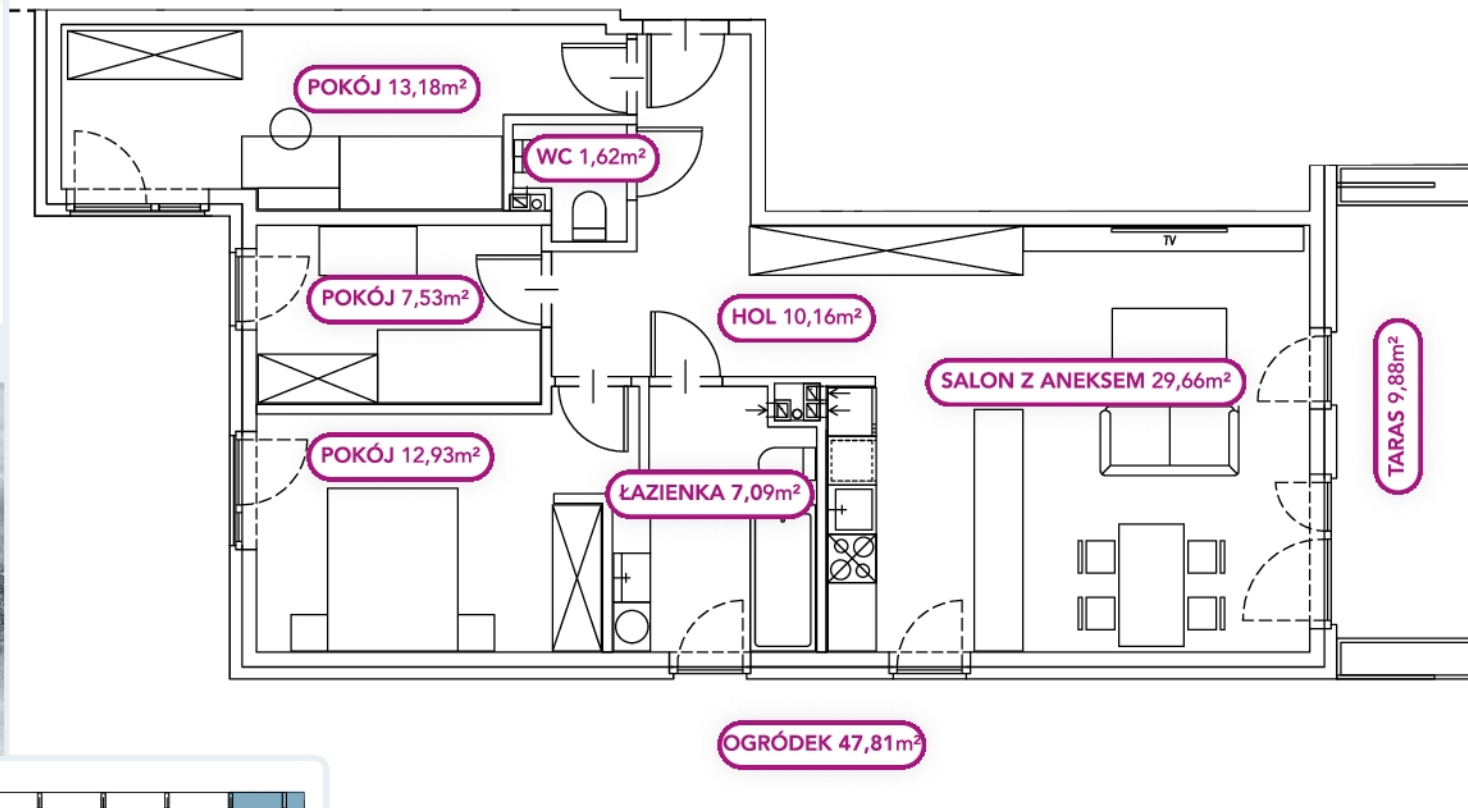 POKÓJ 13,18m²
WC 1,62m²
TV
POKÓJ 7,53m²
HOL 10,16m²
SALON Z ANEKSEM 29,66m²
TARAS 9,88m²
POKÓJ 12,93m²
ŁAZIENKA 7,09m²
OGRÓDEK 47,81m²